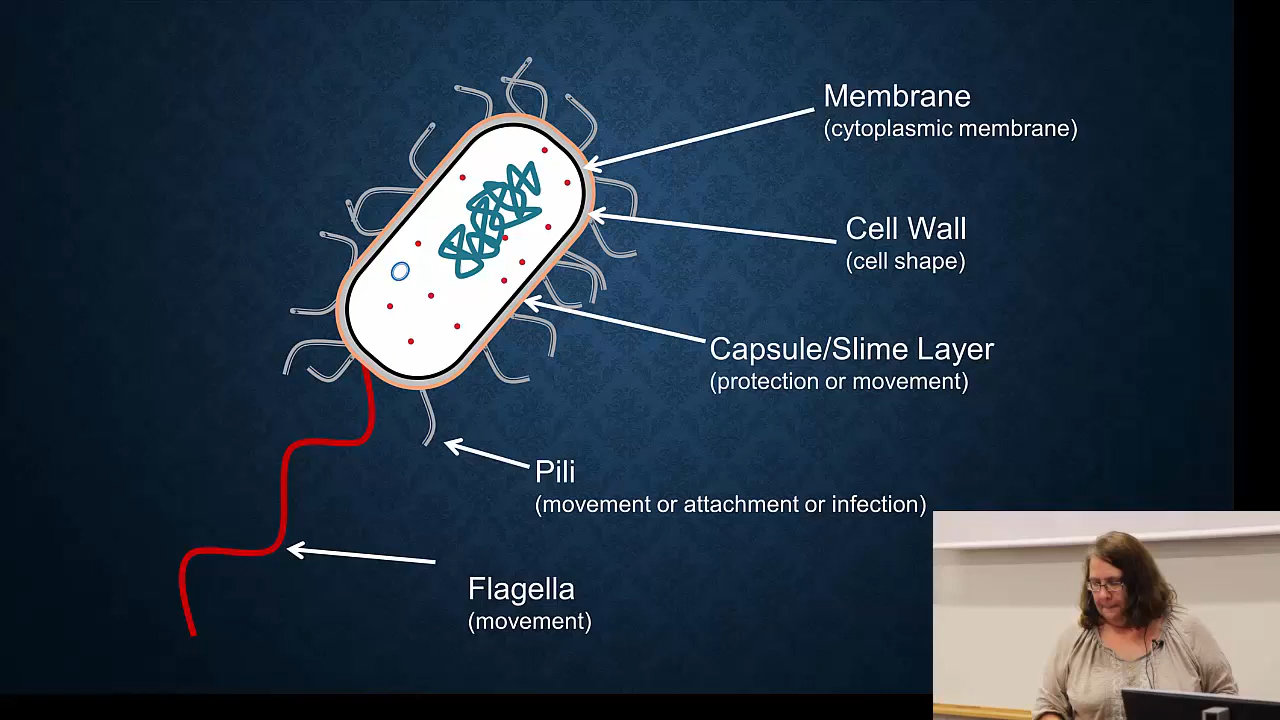 Membrane
(cytoplasmic membrane)
Cell Wall
(cell shape)
Capsule/Slime Layer
(protection or movement)
Pili
(movement or attachment or infection)
Flagella
(movement)